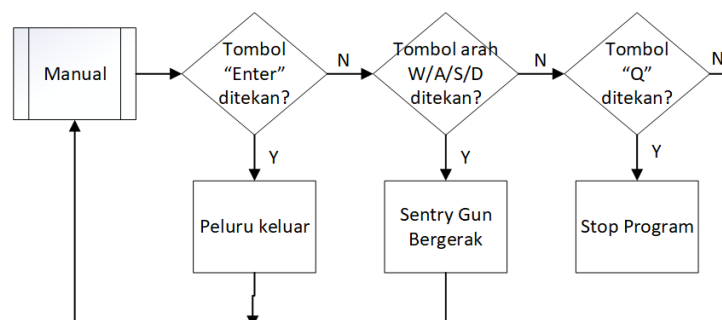 Manual
Tombol
“Enter”
ditekan?
N
Tombol arah
W/A/S/D
ditekan?
N
Tombol
“Q”
ditekan?
N
Y
Y
Y
Peluru keluar
Sentry Gun
Bergerak
Stop Program